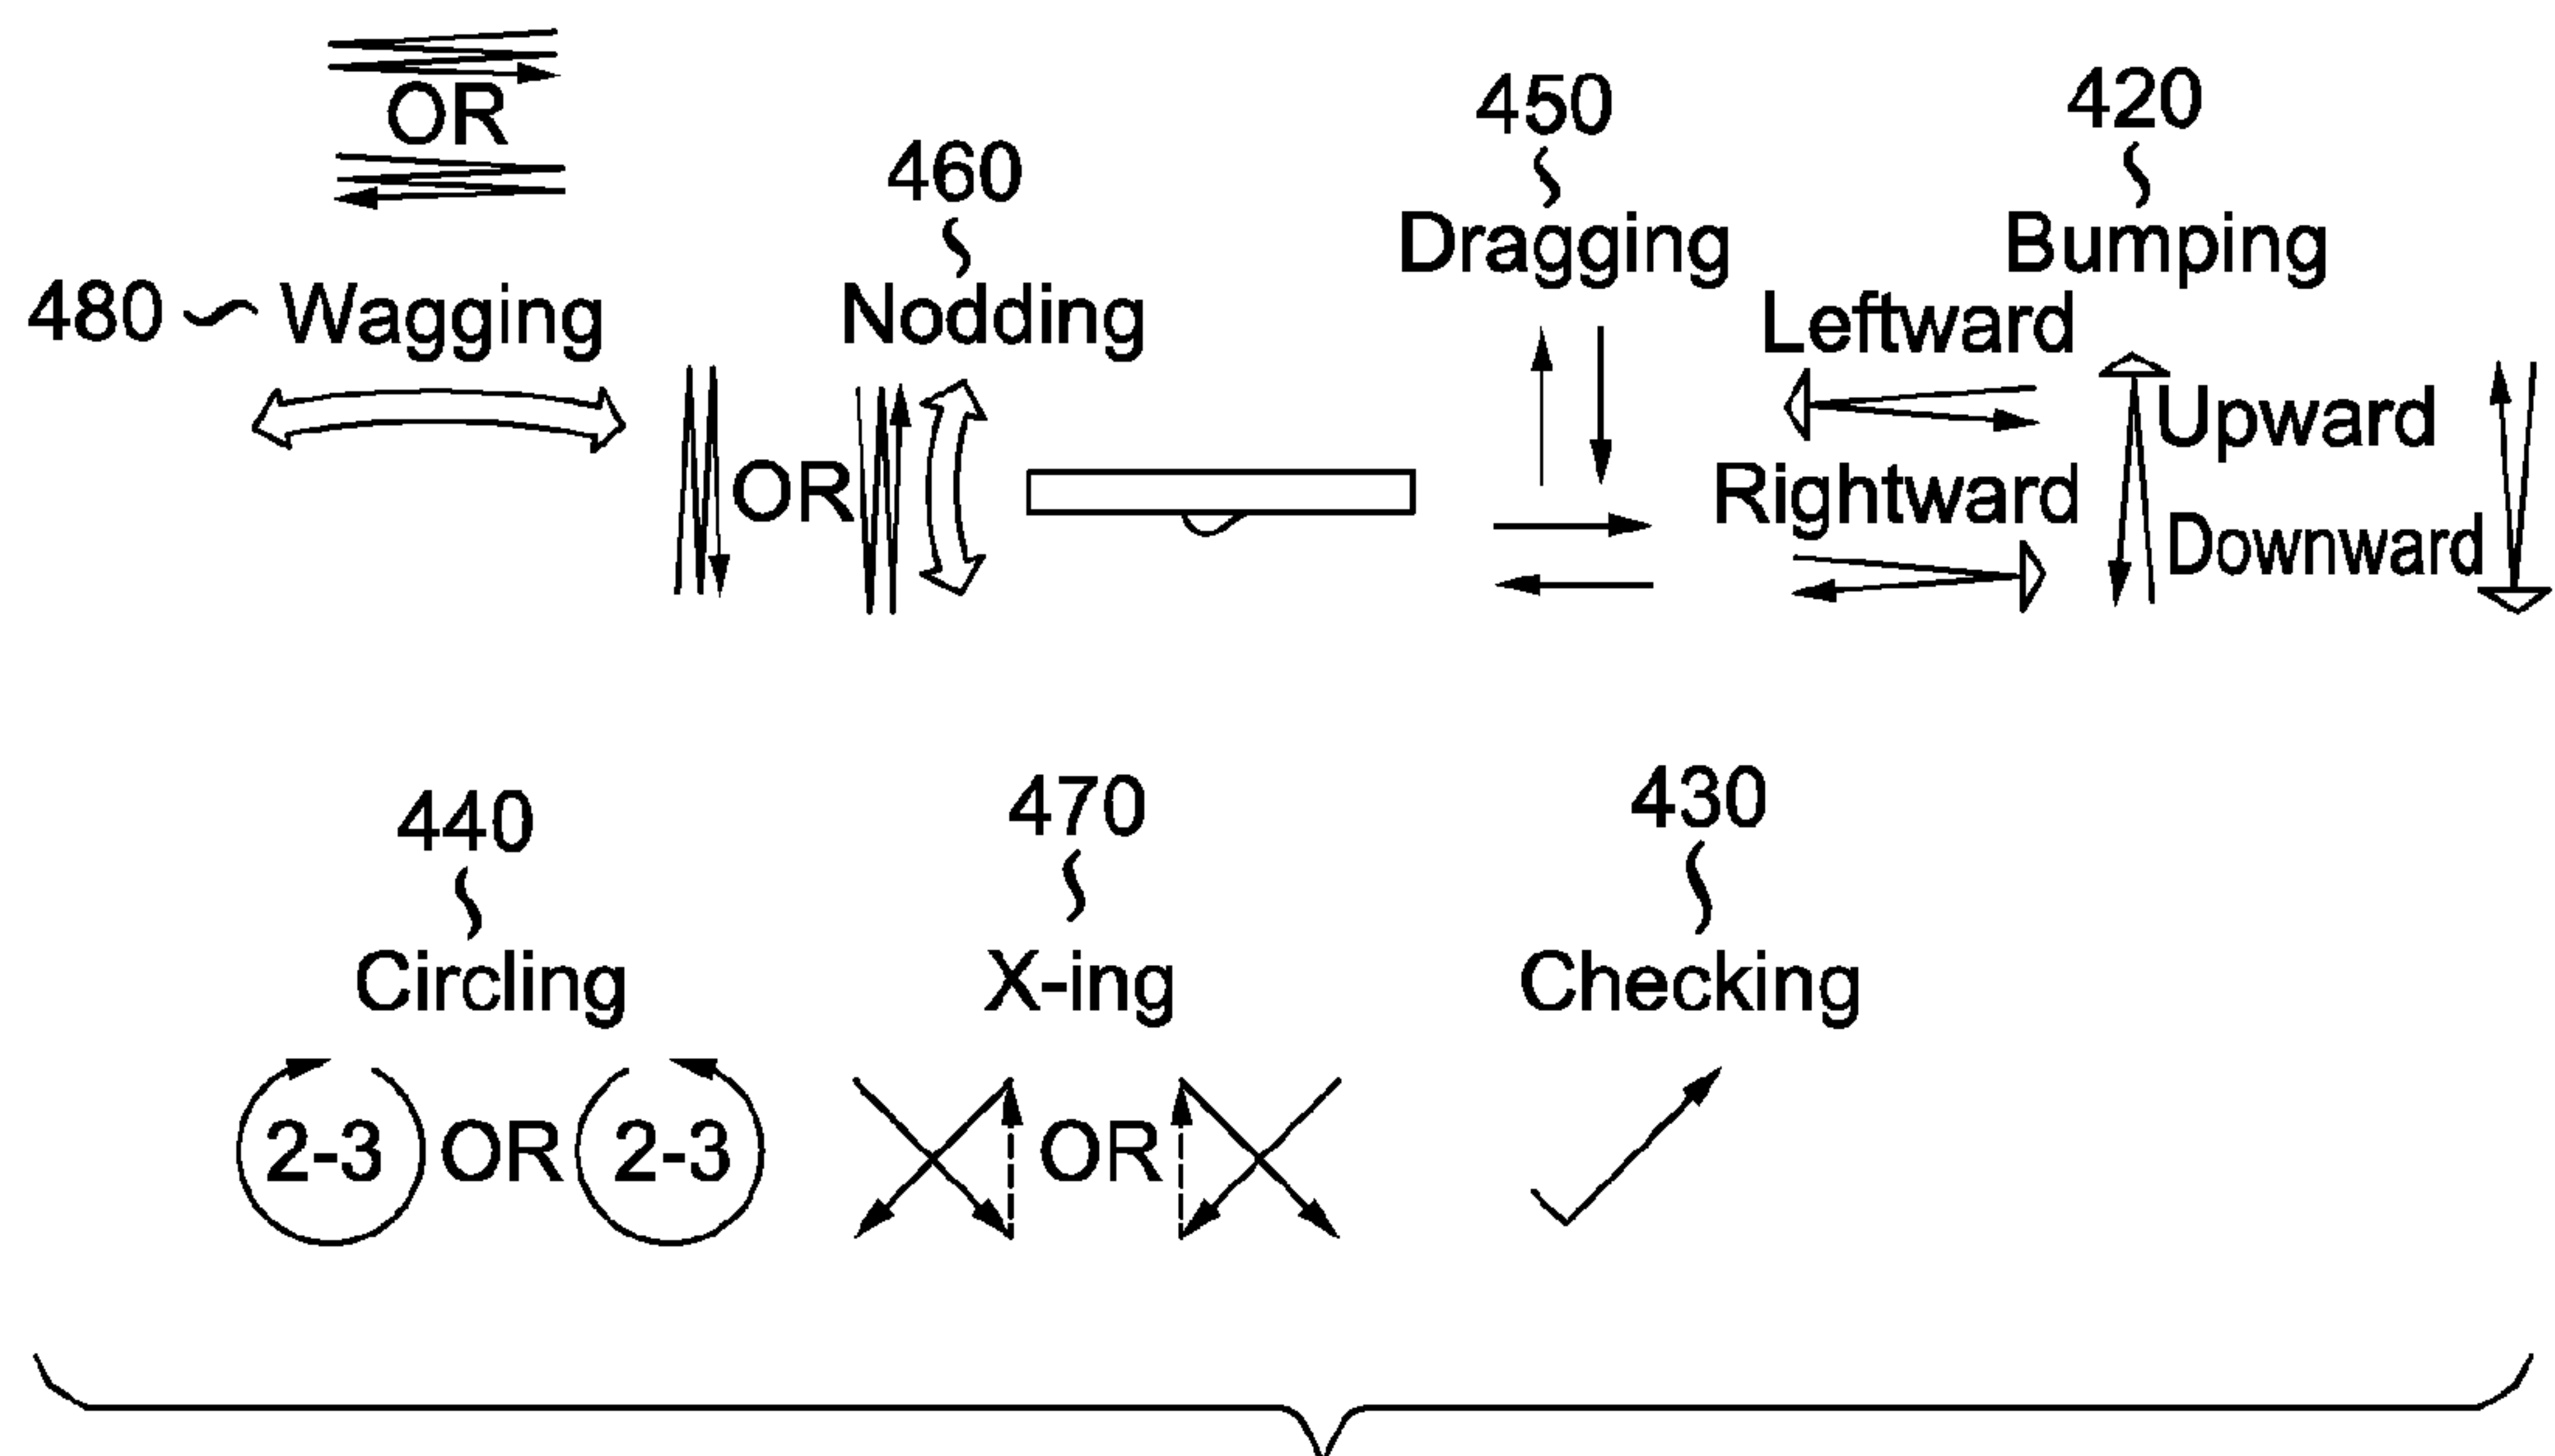 OR
480 Wagging
460
Nodding
OR
450
Dragging
420
Bumping
Leftward
Upward
Rightward
Downward
440
Circling
2-3 OR 2-3
470
X-ing
OR
430
Checking